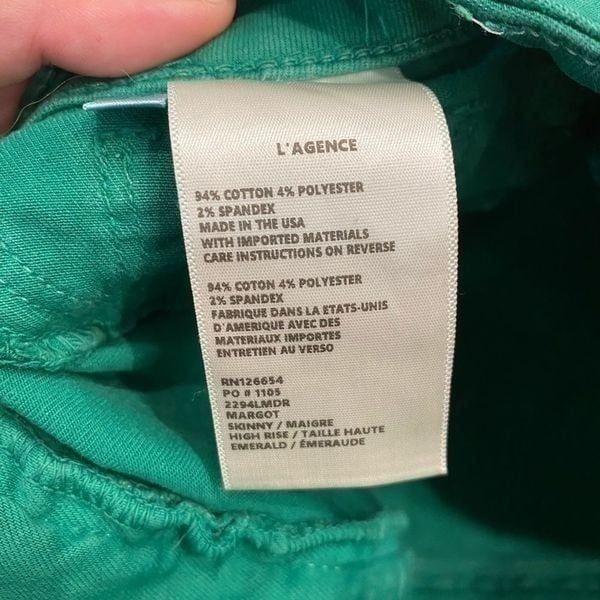 L'AGENCE
94% COTTON 4% POLYESTER
2% SPANDEX
MADE IN THE USA
WITH IMPORTED MATERIALS
CARE INSTRUCTIONS ON REVERSE
94% COTON 4% POLYESTER
2% SPANDEX
FABRIQUE DANS LA ETATS-UNIS
D'AMERIQUE AVEC DES
MATERIAUX IMPORTES
ENTRETIEN AU VERSO
RN126654
PO # 1105
2294LMDR
MARGOT
SKINNY / MAIGRE
HIGH RISE / TAILLE HAUTE
EMERALD / ÉMERAUDE